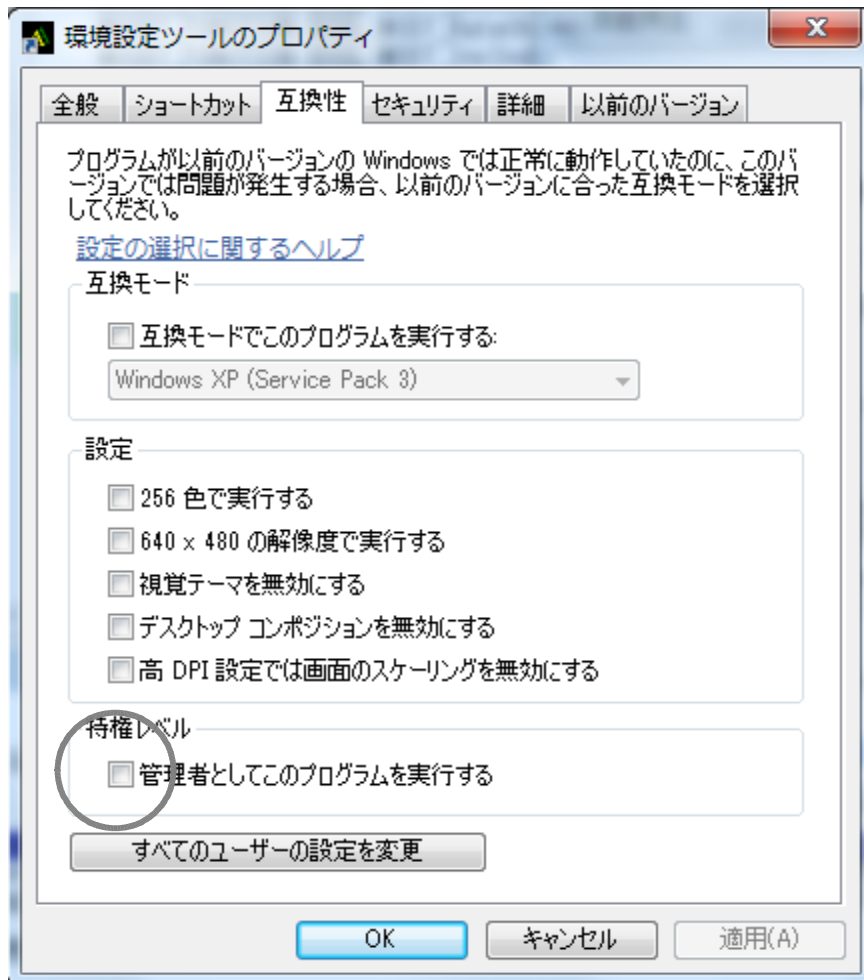 環境設定ツールのプロパティ
全般 ショートカット 互換性 セキュリティ 詳細 以前のバージョン
プログラムが以前のバージョンの Windows では正常に動作していたのに、このバ
ージョンでは問題が発生する場合、以前のバージョンに合った互換モードを選択
してください。
設定の選択に関するヘルプ
互換モード
互換モードでこのプログラムを実行する:
Windows XP (Service Pack 3)
設定
256 色で実行する
640 x 480 の解像度で実行する
視覚テーマを無効にする
デスクトップ コンポジションを無効にする
高 DPI 設定では画面のスケーリングを無効にする
特権レベル
管理者としてこのプログラムを実行する
すべてのユーザーの設定を変更
OK キャンセル 適用(A)